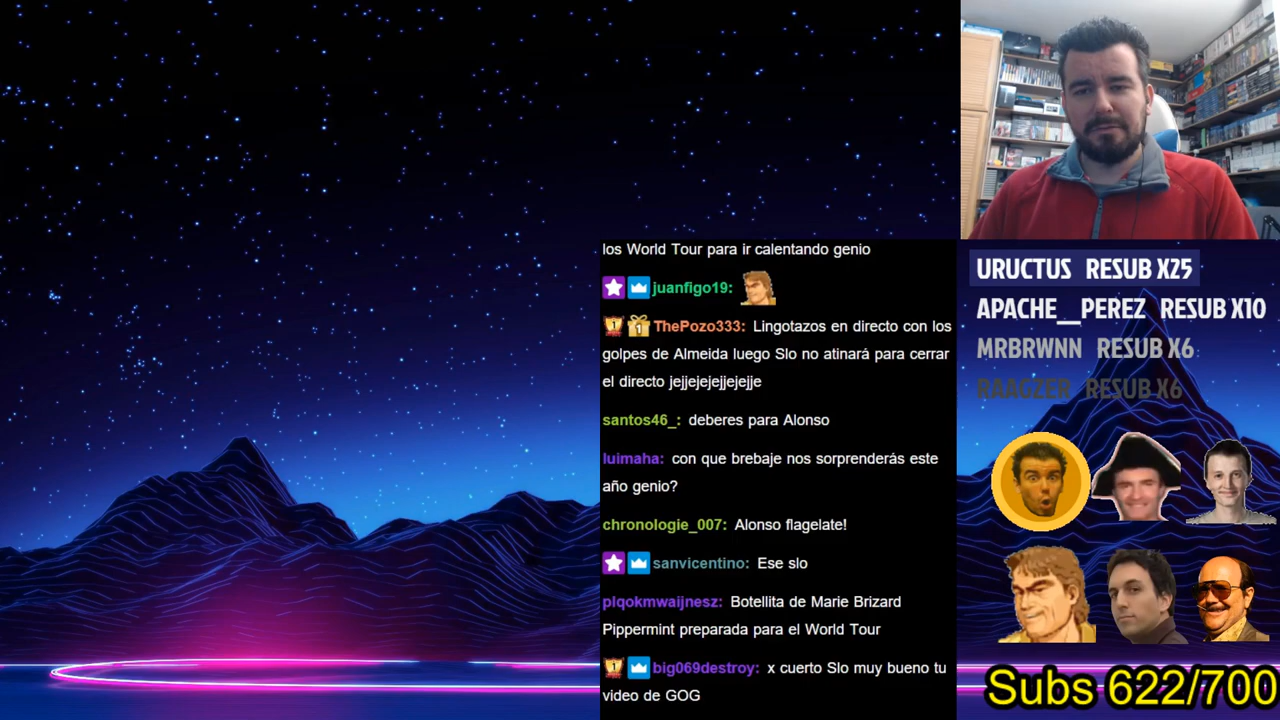 los World Tour para ir calentando genio
juanfigo19:
ThePozo333: Lingotazos en directo con los
golpes de Almeida luego Slo no atinará para cerrar
el directo jejjejejejjejejje
santos46_: deberes para Alonso
luimaha: con que brebaje nos sorprenderás este
año genio?
chronologie_007: Alonso flagelate!
sanvicentino: Ese slo
plqokmwaijnesz: Botellita de Marie Brizard
Pippermint preparada para el World Tour
big069destroy: x cuerto Slo muy bueno tu
video de GOG
URUCTUS RESUB X25
APACHE__PEREZ RESUB X10
MRBRWNN RESUB X6
RAAGZER RESUB X6
Subs 622/700